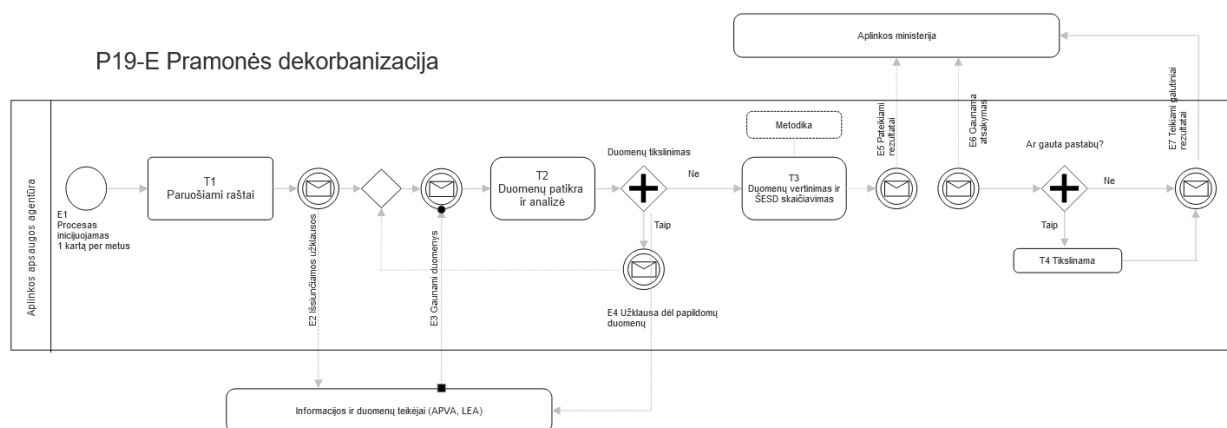 Aplinkos ministerija
P19-E Pramonės dekorbanizacija
Aplinkos apsaugos agentūra
E1
Procesas
inicijuojamas
1 kartą per metus
T1
Paruošiami raštai
E2 Išsiunčiamos užklausos
E3 Gaunami duomenys
T2
Duomenų patikra
ir analizė
Duomenų tikslinimas
Ne
Taip
E4 Užklausa dėl papildomų
duomenų
Metodika
T3
Duomenų vertinimas ir
ŠESD skaičiavimas
E5 Pateikiami
rezultatai
E6 Gaunama
atsakymas
Ar gauta pastabų?
Ne
Taip
T4 Tikslinama
E7 Teikiami galutiniai
rezultatai
Informacijos ir duomenų teikėjai (APVA, LEA)